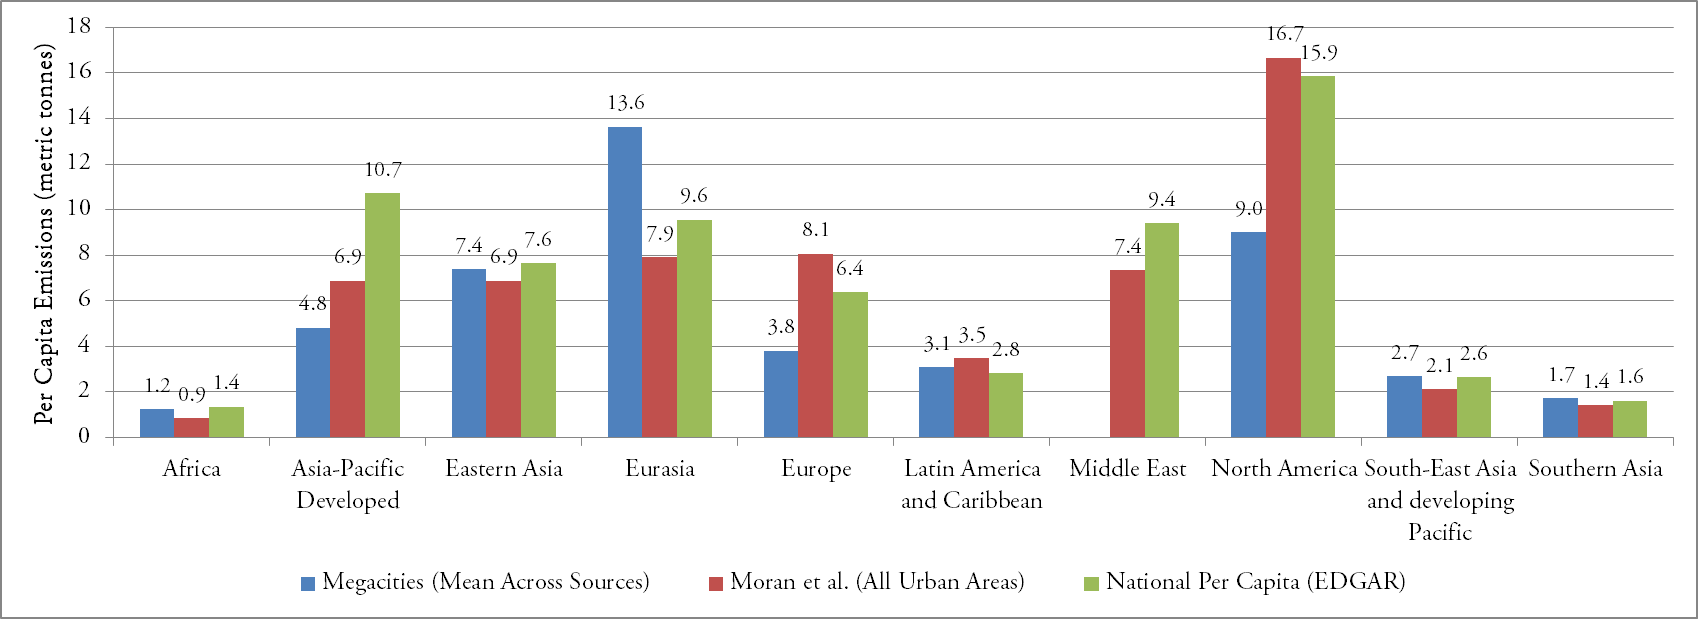 Per Capita Emissions (metric tonnes)
18
16
14
12
10
8
6
4
2
0
1.2 0.9 1.4
4.8 6.9 10.7
7.4 6.9 7.6
13.6 7.9 9.6
3.8 8.1 6.4
3.1 3.5 2.8
7.4 9.4
9.0 16.7 15.9
2.7 2.1 2.6
1.7 1.4 1.6
Africa
Asia-Pacific
Developed
Eastern Asia
Eurasia
Europe
Latin America
and Caribbean
Middle East
North America
South-East Asia
and developing
Pacific
Southern Asia
Megacities (Mean Across Sources)
Moran et al. (All Urban Areas)
National Per Capita (EDGAR)